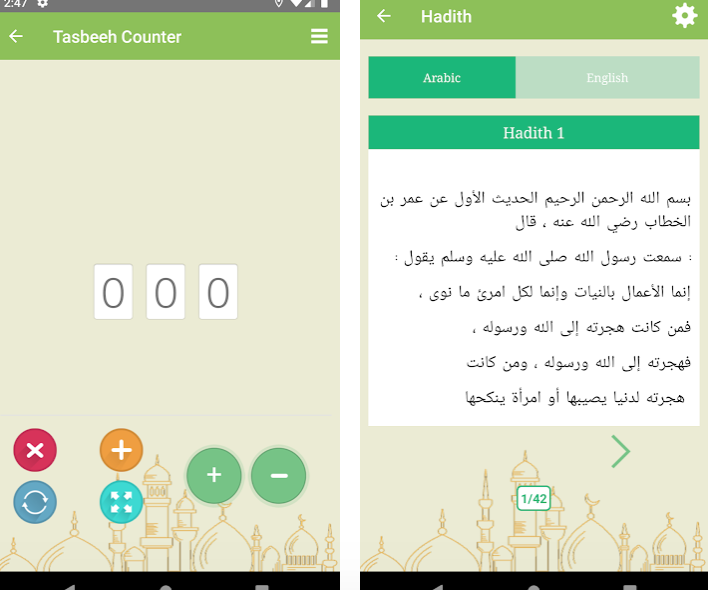 2:47
Tasbeeh Counter
0 0 0
Hadith
Arabic
English
Hadith 1
بسم الله الرحمن الرحيم الحديث الأول عن عمر بن
الخطاب رضي الله عنه ، قال
: سمعت رسول الله صلى الله عليه وسلم يقول :
إنما الأعمال بالنيات وإنما لكل امرئ ما نوى ،
فمن كانت هجرته إلى الله ورسوله ،
فهجرته إلى الله ورسوله ، ومن كانت
هجرته لدنيا يصيبها أو امرأة ينكحها
1/42